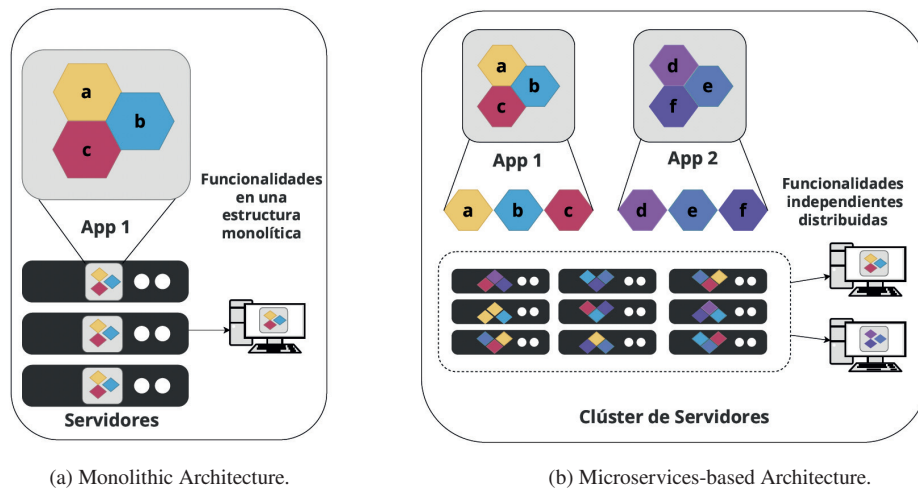 a
b
c
App 1
Funcionalidades
en una
estructura
monolítica
Servidores
(a) Monolithic Architecture.
a
b
c
d
e
f
App 1
App 2
a
b
c
d
e
f
Funcionalidades
independientes
distribuidas
Clúster de Servidores
(b) Microservices-based Architecture.